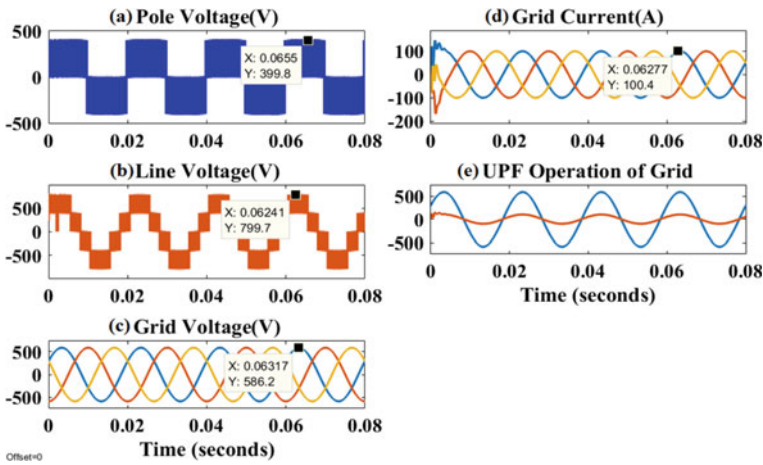 (a) Pole Voltage(V)
500
0
-500
X: 0.0655
Y: 399.8
0 0.02 0.04 0.06 0.08
(b) Line Voltage(V)
500
0
-500
X: 0.06241
Y: 799.7
0 0.02 0.04 0.06 0.08
(c) Grid Voltage(V)
500
0
-500
X: 0.06317
Y: 586.2
0 0.02 0.04 0.06 0.08
Time (seconds)
Offset=0
(d) Grid Current(A)
100
0
-100
-200
X: 0.06277
Y: 100.4
0 0.02 0.04 0.06 0.08
(e) UPF Operation of Grid
500
0
-500
0 0.02 0.04 0.06 0.08
Time (seconds)